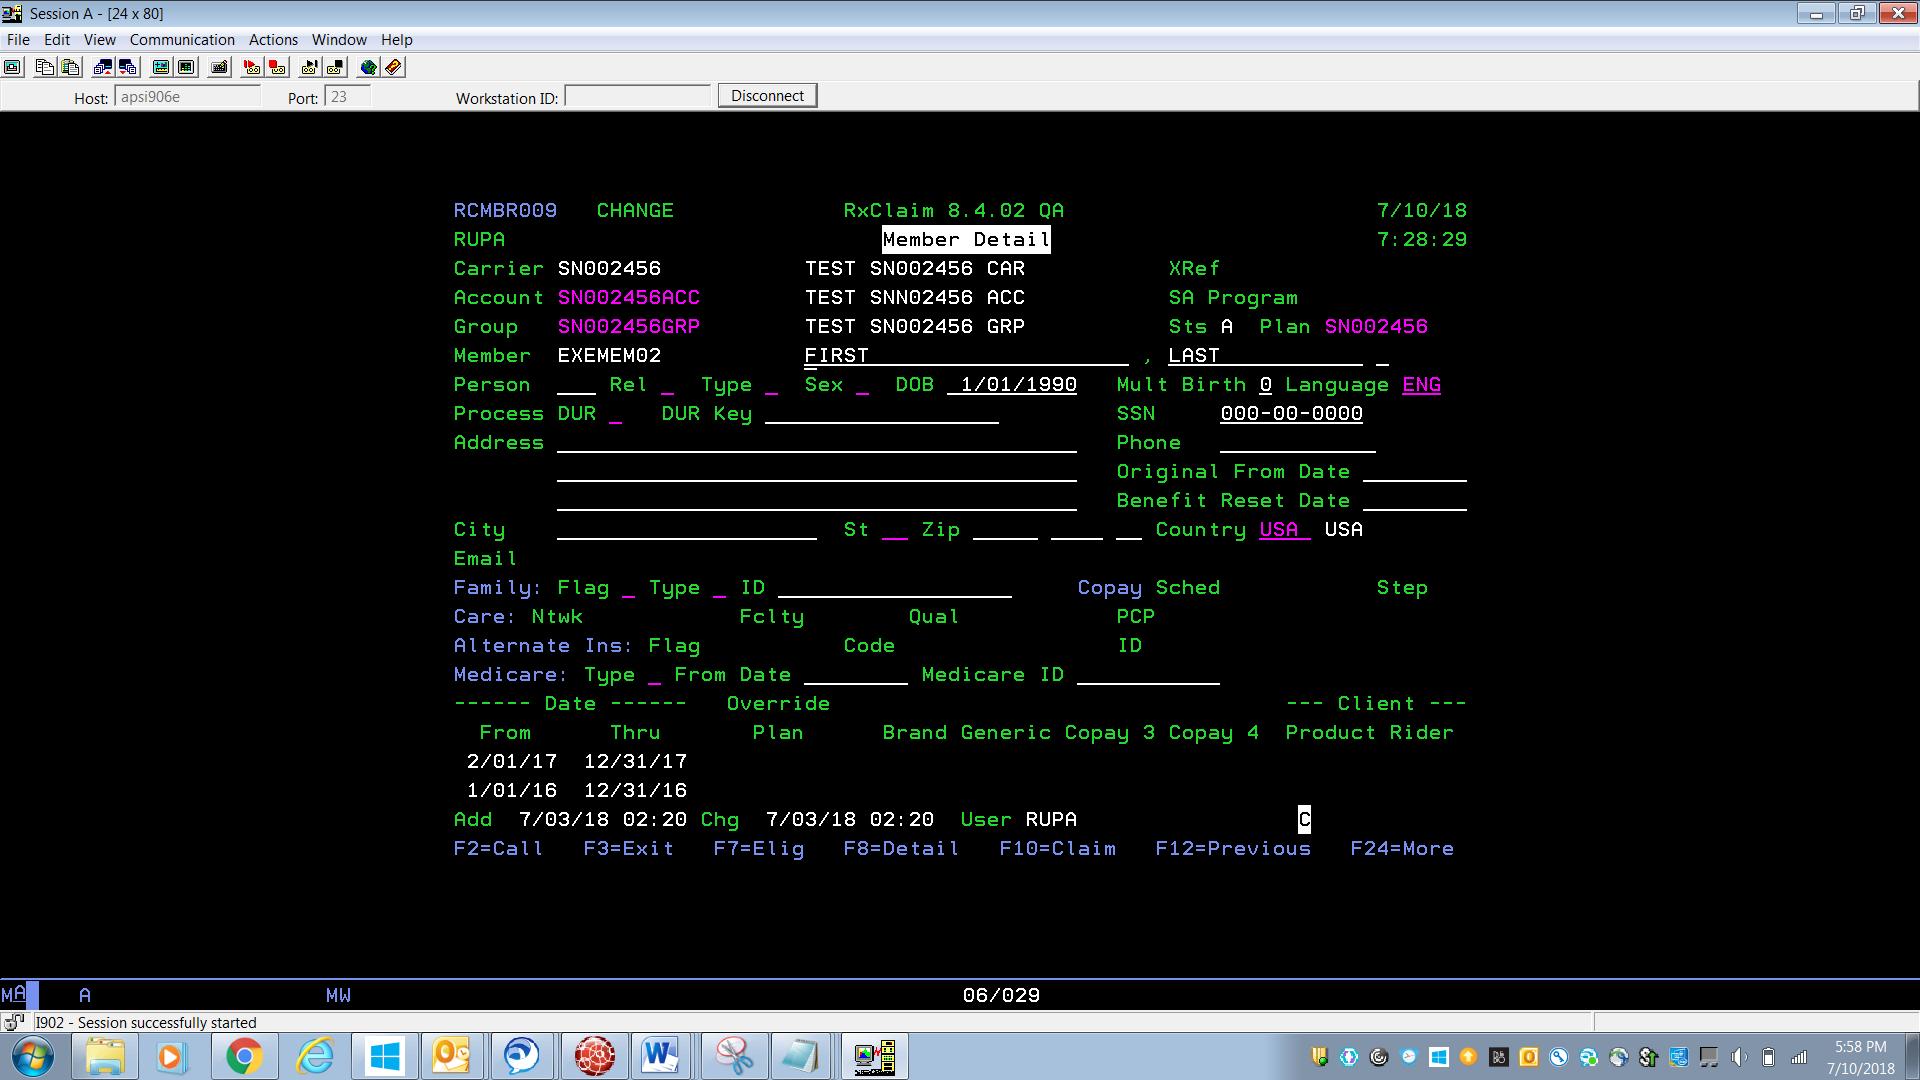 Session A - [24 x 80]
File Edit View Communication Actions Window Help
Host: apsi906e Port: 23 Workstation ID: Disconnect
RCMBR009 CHANGE RxClaim 8.4.02 QA 7/10/18
RUPA Member Detail 7:28:29
Carrier SN002456 TEST SN002456 CAR XRef
Account SN002456ACC TEST SNN02456 ACC SA Program
Group SN002456GRP TEST SN002456 GRP Sts A Plan SN002456
Member EXEMEM02 FIRST , LAST
Person Rel Type Sex DOB 1/01/1990 Mult Birth 0 Language ENG
Process DUR DUR Key SSN 000-00-0000
Address Phone
Original From Date
Benefit Reset Date
City St Zip Country USA USA
Email
Family: Flag Type ID Copay Sched Step
Care: Ntwk Fclty Qual PCP
Alternate Ins: Flag Code ID
Medicare: Type From Date Medicare ID
------ Date ------ Override --- Client ---
From Thru Plan Brand Generic Copay 3 Copay 4 Product Rider
2/01/17 12/31/17
1/01/16 12/31/16
Add 7/03/18 02:20 Chg 7/03/18 02:20 User RUPA C
F2=Call F3=Exit F7=Elig F8=Detail F10=Claim F12=Previous F24=More
MA A MW 06/029
I902 - Session successfully started
5:58 PM
7/10/2018